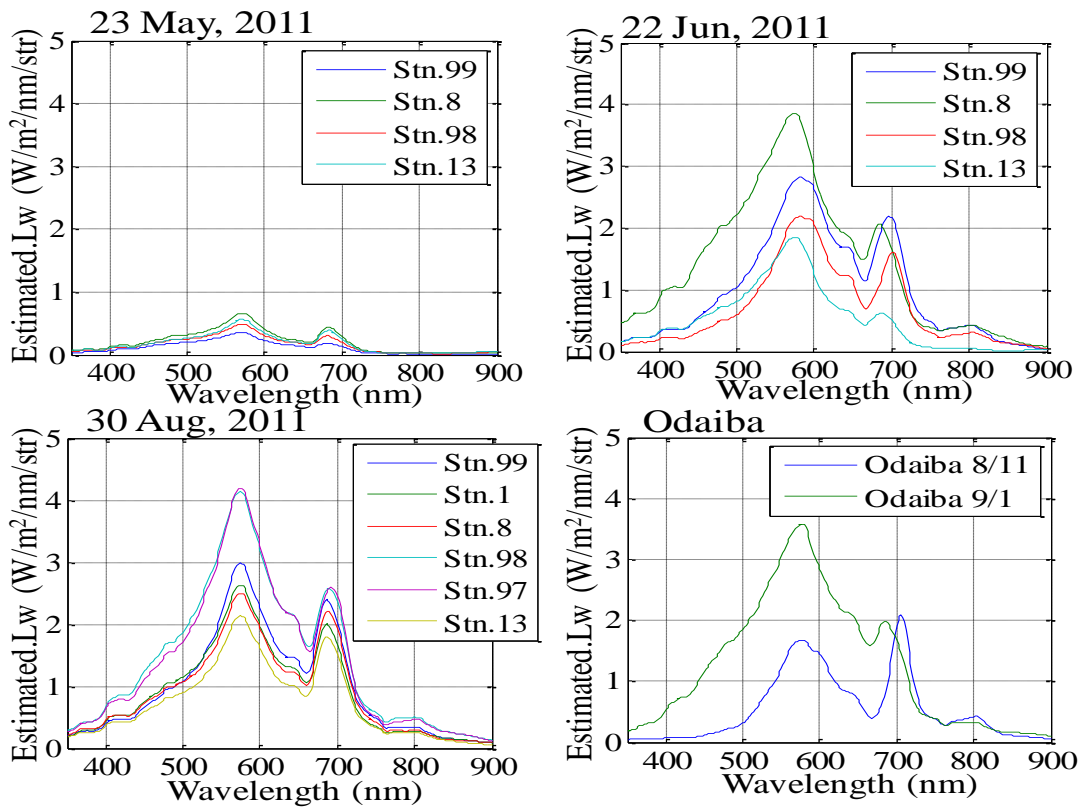 23 May, 2011
5
4
3
2
1
0
Estimated.Lw (W/m²/nm/str)
Stn.99
Stn.8
Stn.98
Stn.13
400 500 600 700 800 900
Wavelength (nm)
22 Jun, 2011
5
4
3
2
1
0
Estimated.Lw (W/m²/nm/str)
Stn.99
Stn.8
Stn.98
Stn.13
400 500 600 700 800 900
Wavelength (nm)
30 Aug, 2011
5
4
3
2
1
0
Estimated.Lw (W/m²/nm/str)
Stn.99
Stn.1
Stn.8
Stn.98
Stn.97
Stn.13
400 500 600 700 800 900
Wavelength (nm)
Odaiba
5
4
3
2
1
0
Estimated.Lw (W/m²/nm/str)
Odaiba 8/11
Odaiba 9/1
400 500 600 700 800 900
Wavelength (nm)